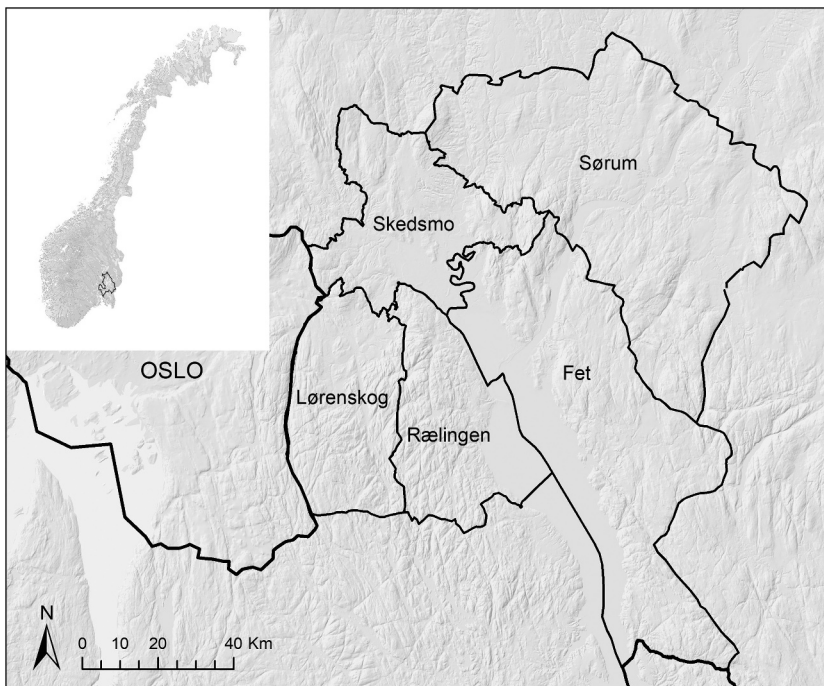 Sørum
Skedsmo
OSLO
Fet
Lørenskog
Rælingen
N
0 10 20 40 Km